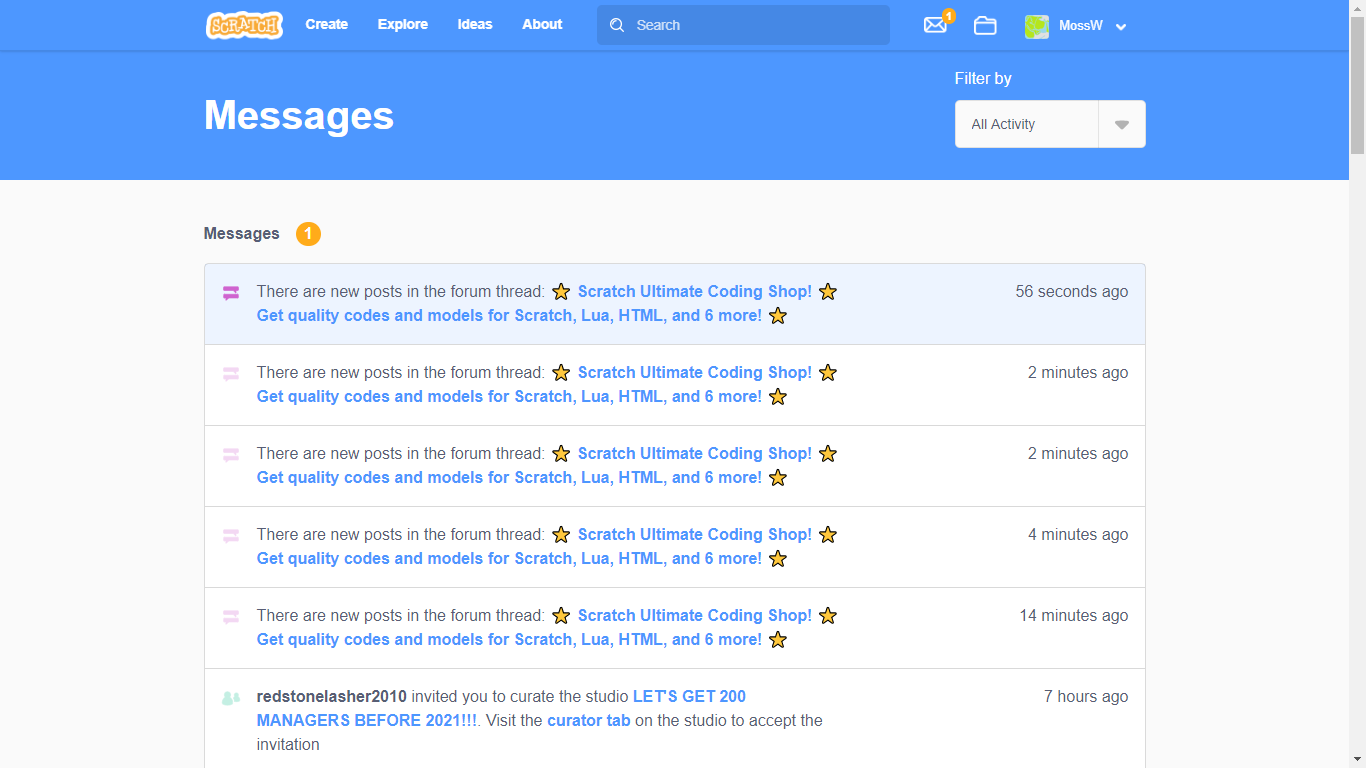 SCRATCH Create Explore Ideas About Search 1 MossW
Filter by
Messages
All Activity
Messages 1
There are new posts in the forum thread: ⭐ Scratch Ultimate Coding Shop! ⭐ 56 seconds ago
Get quality codes and models for Scratch, Lua, HTML, and 6 more! ⭐
There are new posts in the forum thread: ⭐ Scratch Ultimate Coding Shop! ⭐ 2 minutes ago
Get quality codes and models for Scratch, Lua, HTML, and 6 more! ⭐
There are new posts in the forum thread: ⭐ Scratch Ultimate Coding Shop! ⭐ 2 minutes ago
Get quality codes and models for Scratch, Lua, HTML, and 6 more! ⭐
There are new posts in the forum thread: ⭐ Scratch Ultimate Coding Shop! ⭐ 4 minutes ago
Get quality codes and models for Scratch, Lua, HTML, and 6 more! ⭐
There are new posts in the forum thread: ⭐ Scratch Ultimate Coding Shop! ⭐ 14 minutes ago
Get quality codes and models for Scratch, Lua, HTML, and 6 more! ⭐
redstonelasher2010 invited you to curate the studio LET'S GET 200 7 hours ago
MANAGERS BEFORE 2021!!!. Visit the curator tab on the studio to accept the
invitation